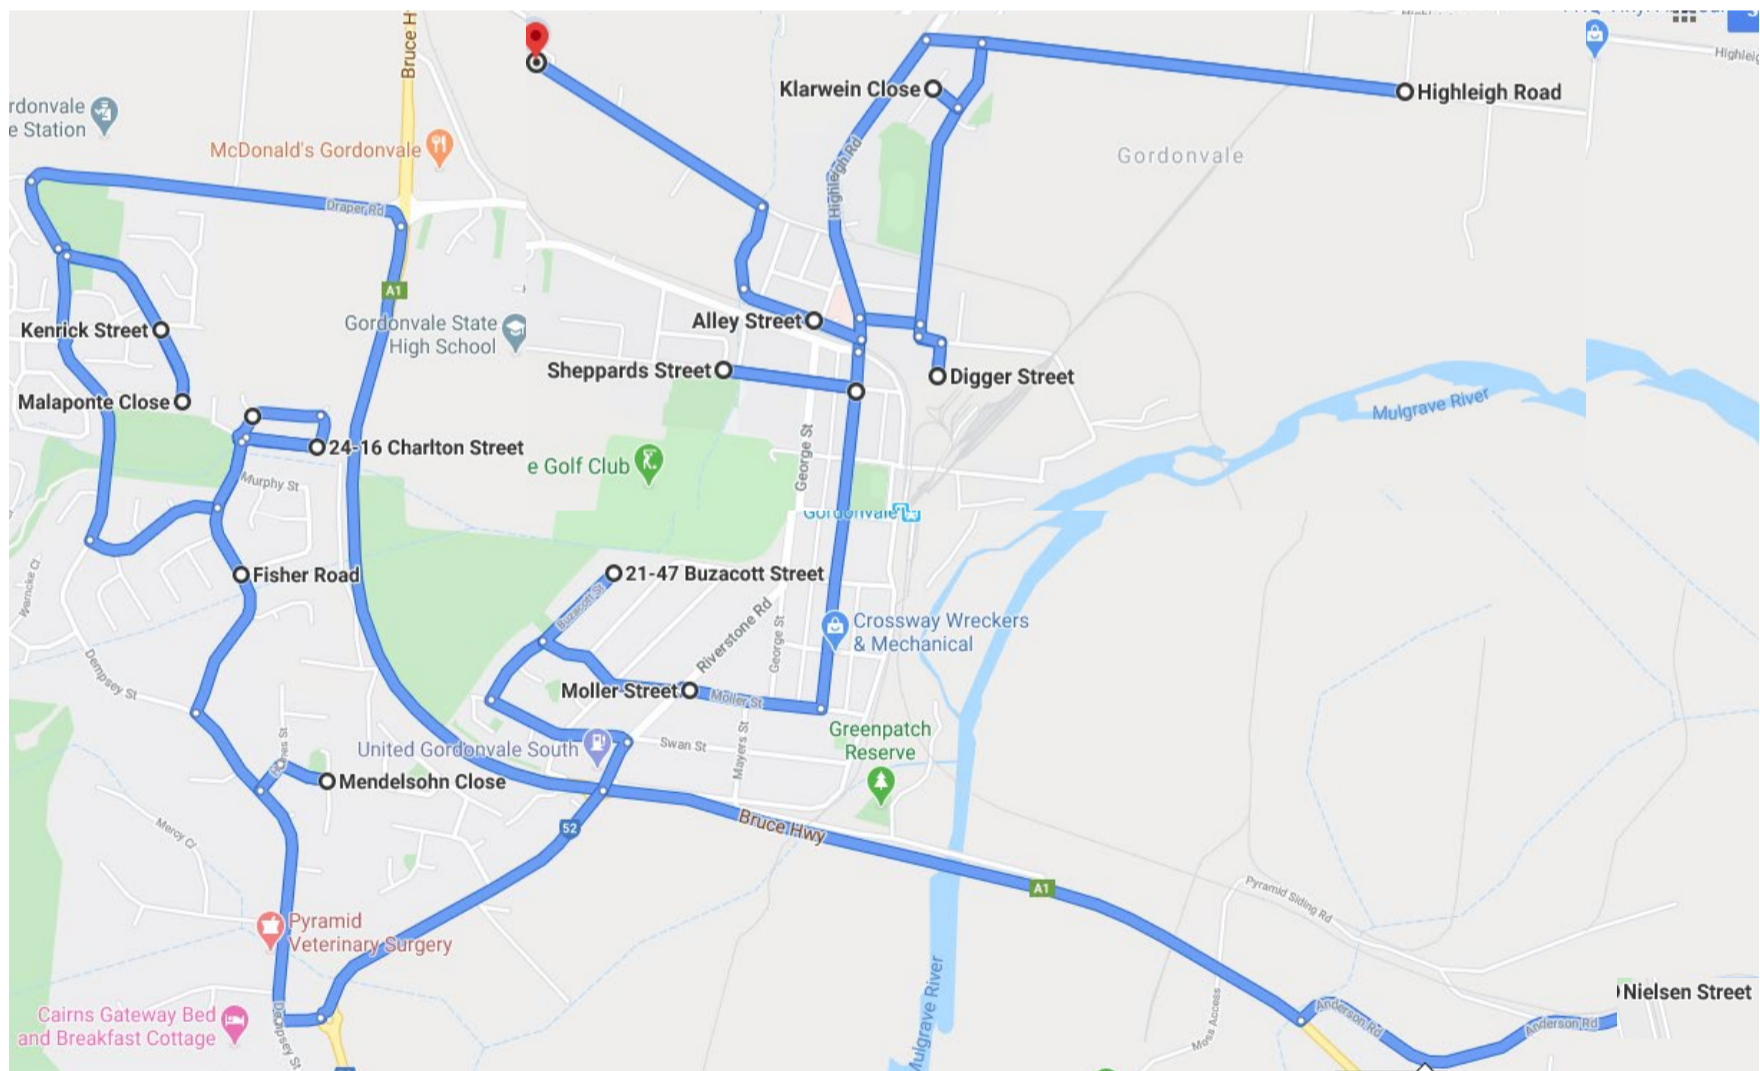 Bruce H
Klarwein Close
Highleigh Road
Highleig
rdonvale
e Station
McDonald's Gordonvale
Highleigh Rd
Gordonvale
Draper Rd
A1
Kenrick Street
Gordonvale State
High School
Alley Street
Sheppards Street
Digger Street
Malaponte Close
Mulgrave River
24-16 Charlton Street
e Golf Club
George St
Murphy St
Gordonvale
Fisher Road
21-47 Buzacott Street
Warncke Cl
Buzacott St
Riverstone Rd
George St
Crossway Wreckers
& Mechanical
Dempsey St
Moller Street
Moller St
Greenpatch
Reserve
United Gordonvale South
Swan St
Mayers St
Mendelsohn Close
Mercy Cl
52
Bruce Hwy
A1
Pyramid Siding Rd
Pyramid
Veterinary Surgery
Mulgrave River
Moss Access
Nielsen Street
Anderson Rd
Anderson Rd
Cairns Gateway Bed
and Breakfast Cottage
Dempsey St